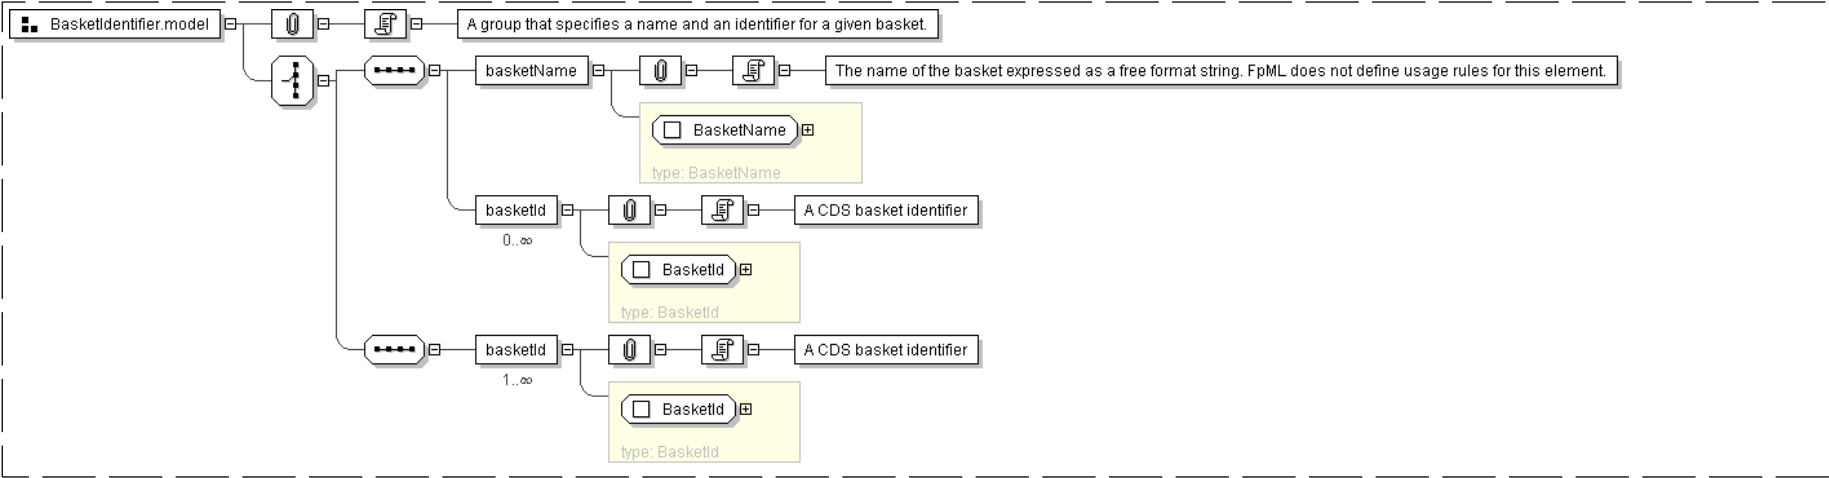 BasketIdentifier.model
A group that specifies a name and an identifier for a given basket.
basketName
The name of the basket expressed as a free format string. FpML does not define usage rules for this element.
BasketName
type: BasketName
basketId
A CDS basket identifier
0..∞
BasketId
type: BasketId
basketId
A CDS basket identifier
1..∞
BasketId
type: BasketId